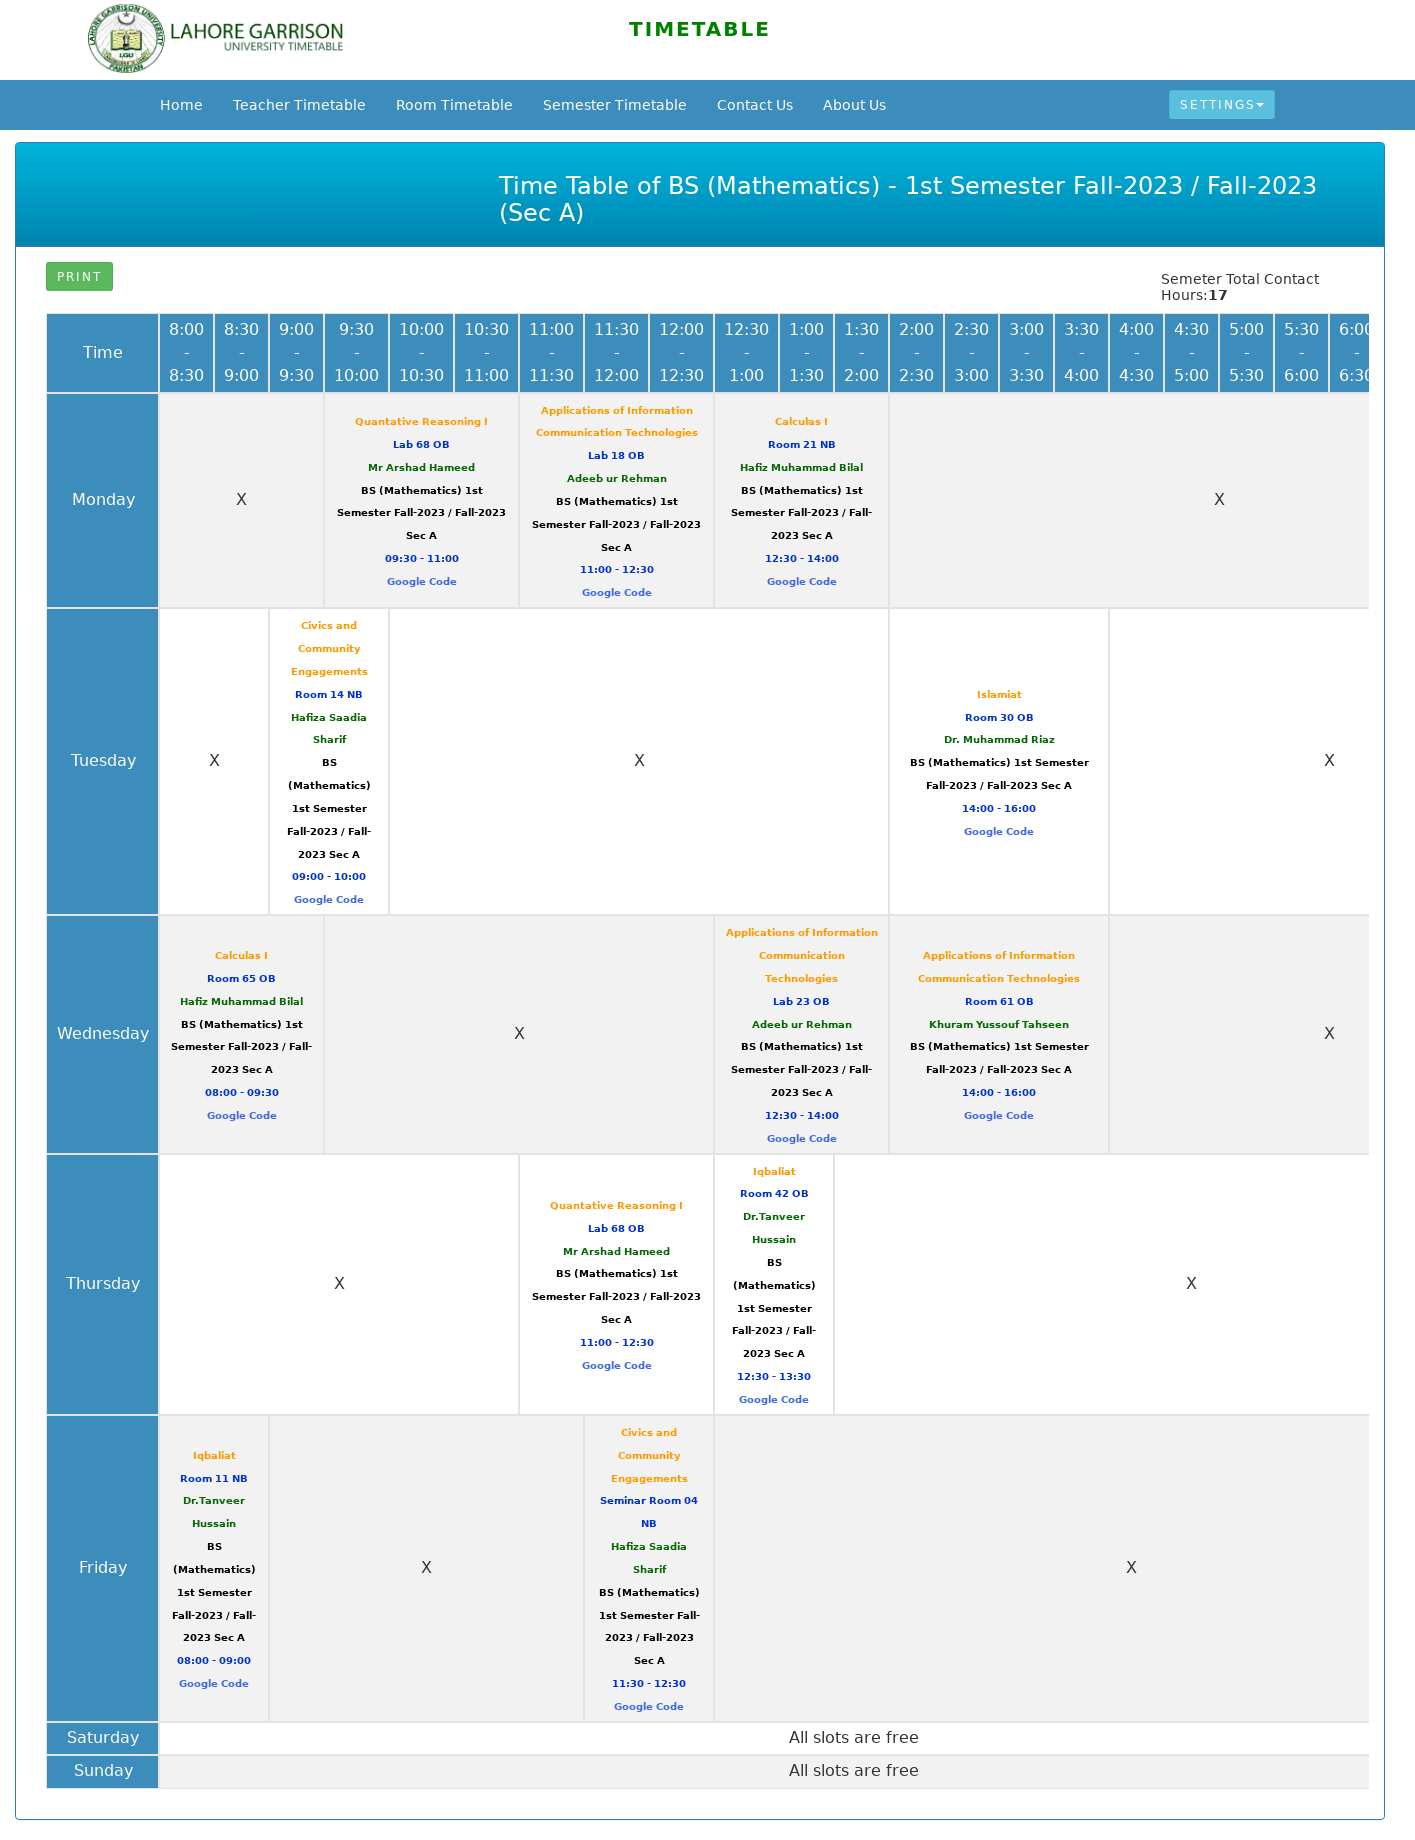 LAHORE GARRISON
UNIVERSITY TIMETABLE
TIMETABLE
Home
Teacher Timetable
Room Timetable
Semester Timetable
Contact Us
About Us
SETTINGS
Time Table of BS (Mathematics) - 1st Semester Fall-2023 / Fall-2023
(Sec A)
PRINT
Semeter Total Contact
Hours:17
Time
8:00
-
8:30
8:30
-
9:00
9:00
-
9:30
9:30
-
10:00
10:00
-
10:30
10:30
-
11:00
11:00
-
11:30
11:30
-
12:00
12:00
-
12:30
12:30
-
1:00
1:00
-
1:30
1:30
-
2:00
2:00
-
2:30
2:30
-
3:00
3:00
-
3:30
3:30
-
4:00
4:00
-
4:30
4:30
-
5:00
5:00
-
5:30
5:30
-
6:00
6:00
-
6:30
Monday
X
Quantative Reasoning I
Lab 68 OB
Mr Arshad Hameed
BS (Mathematics) 1st
Semester Fall-2023 / Fall-2023
Sec A
09:30 - 11:00
Google Code
Applications of Information
Communication Technologies
Lab 18 OB
Adeeb ur Rehman
BS (Mathematics) 1st
Semester Fall-2023 / Fall-2023
Sec A
11:00 - 12:30
Google Code
Calculas I
Room 21 NB
Hafiz Muhammad Bilal
BS (Mathematics) 1st
Semester Fall-2023 / Fall-
2023 Sec A
12:30 - 14:00
Google Code
X
Tuesday
X
Civics and
Community
Engagements
Room 14 NB
Hafiza Saadia
Sharif
BS
(Mathematics)
1st Semester
Fall-2023 / Fall-
2023 Sec A
09:00 - 10:00
Google Code
X
Islamiat
Room 30 OB
Dr. Muhammad Riaz
BS (Mathematics) 1st Semester
Fall-2023 / Fall-2023 Sec A
14:00 - 16:00
Google Code
X
Wednesday
Calculas I
Room 65 OB
Hafiz Muhammad Bilal
BS (Mathematics) 1st
Semester Fall-2023 / Fall-
2023 Sec A
08:00 - 09:30
Google Code
X
Applications of Information
Communication
Technologies
Lab 23 OB
Adeeb ur Rehman
BS (Mathematics) 1st
Semester Fall-2023 / Fall-
2023 Sec A
12:30 - 14:00
Google Code
Applications of Information
Communication Technologies
Room 61 OB
Khuram Yussouf Tahseen
BS (Mathematics) 1st Semester
Fall-2023 / Fall-2023 Sec A
14:00 - 16:00
Google Code
X
Thursday
X
Quantative Reasoning I
Lab 68 OB
Mr Arshad Hameed
BS (Mathematics) 1st
Semester Fall-2023 / Fall-2023
Sec A
11:00 - 12:30
Google Code
Iqbaliat
Room 42 OB
Dr.Tanveer
Hussain
BS
(Mathematics)
1st Semester
Fall-2023 / Fall-
2023 Sec A
12:30 - 13:30
Google Code
X
Friday
Iqbaliat
Room 11 NB
Dr.Tanveer
Hussain
BS
(Mathematics)
1st Semester
Fall-2023 / Fall-
2023 Sec A
08:00 - 09:00
Google Code
X
Civics and
Community
Engagements
Seminar Room 04
NB
Hafiza Saadia
Sharif
BS (Mathematics)
1st Semester Fall-
2023 / Fall-2023
Sec A
11:30 - 12:30
Google Code
X
Saturday
All slots are free
Sunday
All slots are free